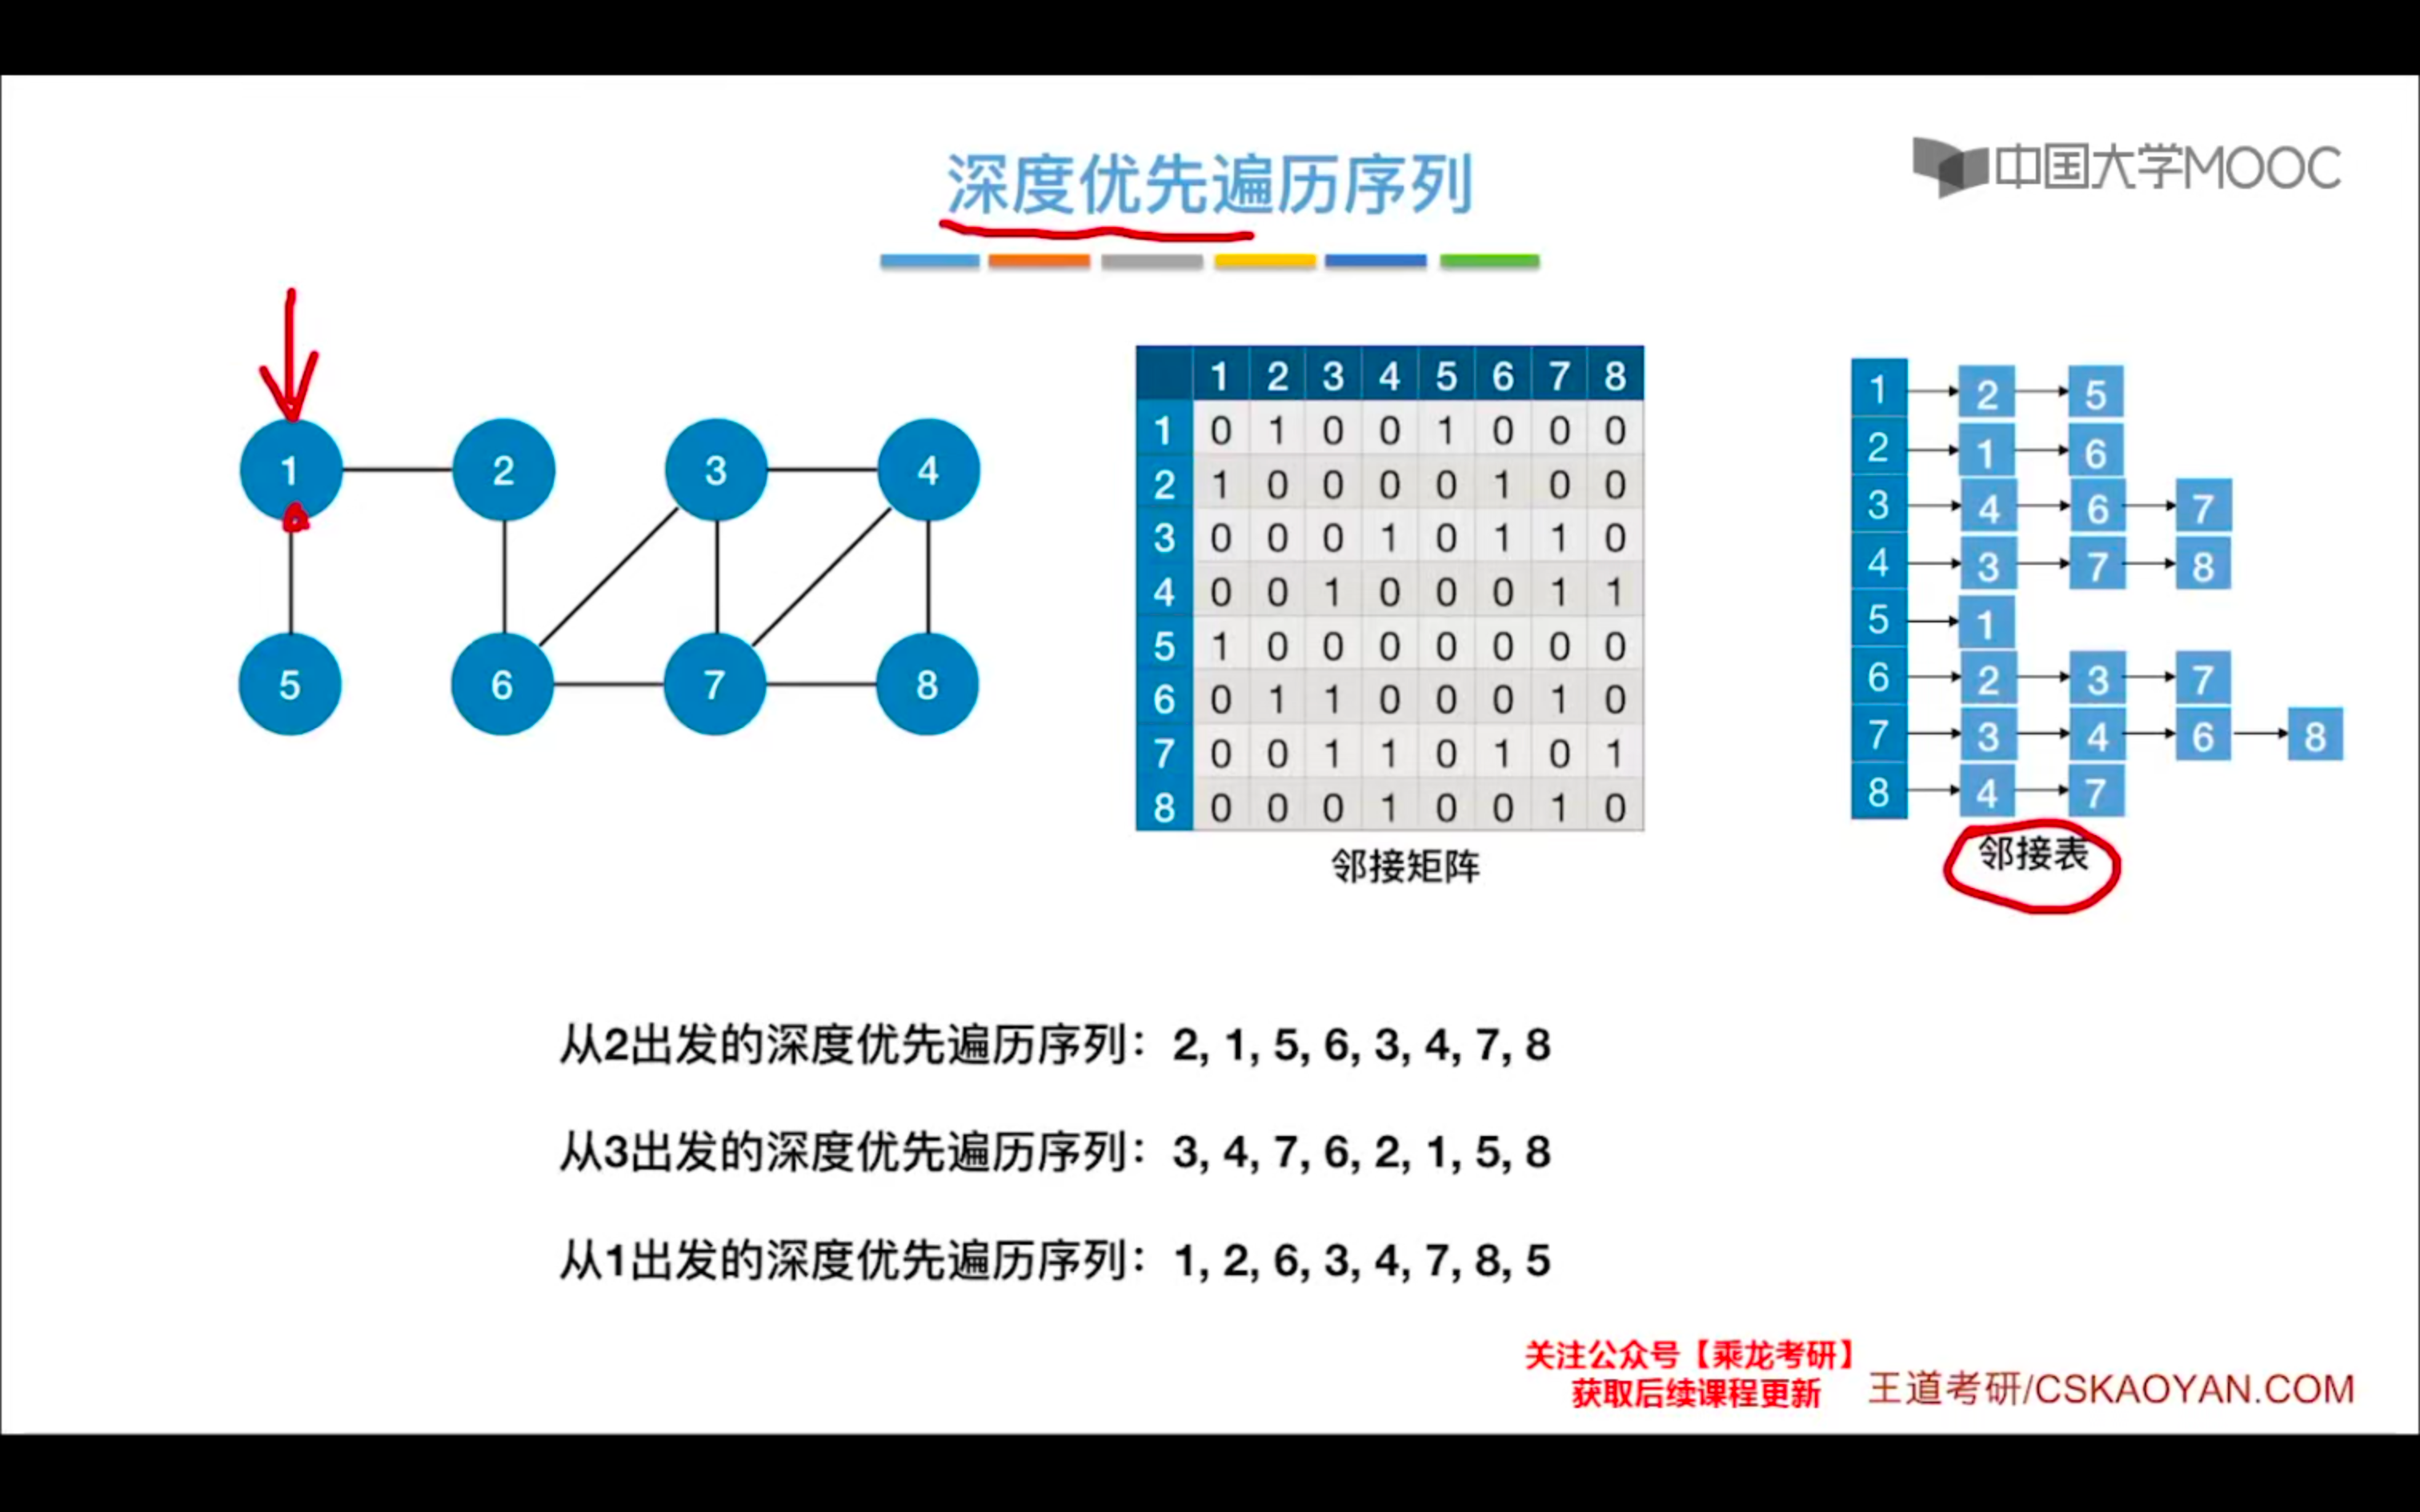 深度优先遍历序列
中国大学MOOC
1 2 3 4
5 6 7 8
1 2 3 4 5 6 7 8
1 0 1 0 0 1 0 0 0
2 1 0 0 0 0 1 0 0
3 0 0 0 1 0 1 1 0
4 0 0 1 0 0 0 1 1
5 1 0 0 0 0 0 0 0
6 0 1 1 0 0 0 1 0
7 0 0 1 1 0 1 0 1
8 0 0 0 1 0 0 1 0
邻接矩阵
1 2 5
2 1 6
3 4 6 7
4 3 7 8
5 1
6 2 3 7
7 3 4 6 8
8 4 7
邻接表
从2出发的深度优先遍历序列：2, 1, 5, 6, 3, 4, 7, 8
从3出发的深度优先遍历序列：3, 4, 7, 6, 2, 1, 5, 8
从1出发的深度优先遍历序列：1, 2, 6, 3, 4, 7, 8, 5
关注公众号【乘龙考研】
获取后续课程更新
王道考研/CSKAOYAN.COM